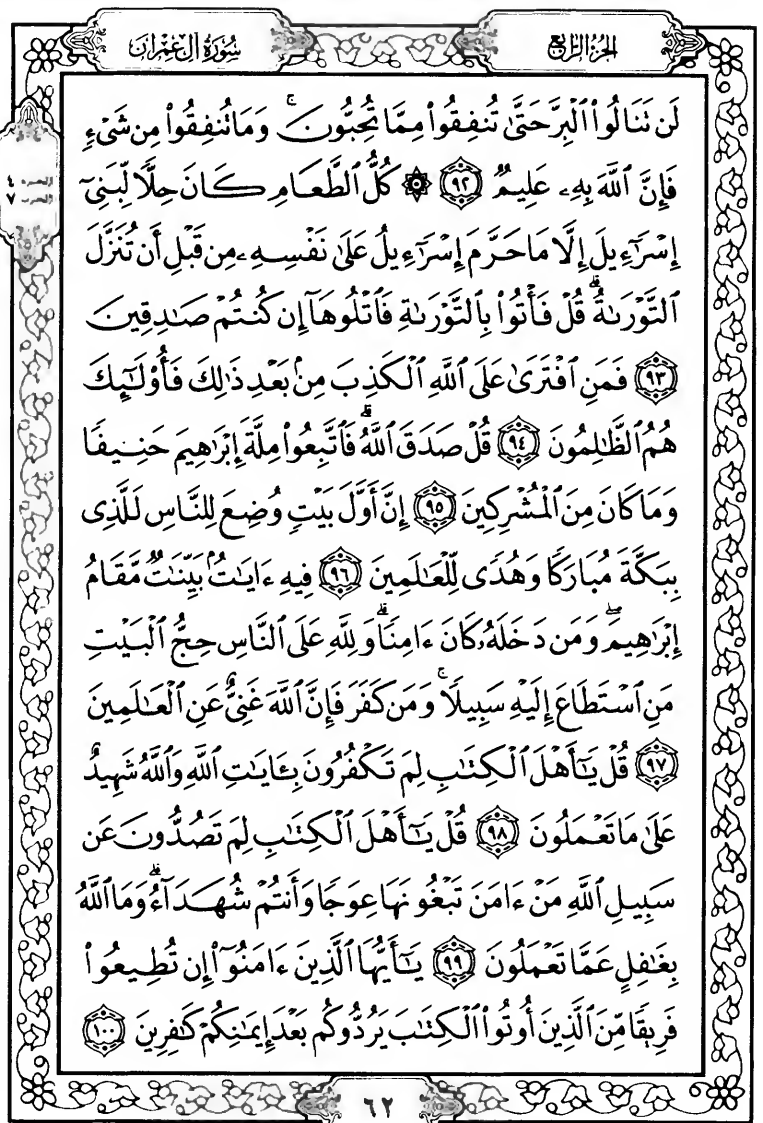 الجزء الرابع
سورة آل عمران
لَن تَنَالُوا۟ ٱلْبِرَّ حَتَّىٰ تُنفِقُوا۟ مِمَّا تُحِبُّونَ ۚ وَمَا تُنفِقُوا۟ مِن شَىْءٍ
فَإِنَّ ٱللَّهَ بِهِۦ عَلِيمٌ ٩٢ ۞ كُلُّ ٱلطَّعَامِ كَانَ حِلًّا لِّبَنِىٓ
إِسْرَٰٓءِيلَ إِلَّا مَا حَرَّمَ إِسْرَٰٓءِيلُ عَلَىٰ نَفْسِهِۦ مِن قَبْلِ أَن تُنَزَّلَ
ٱلتَّوْرَىٰةُ ۗ قُلْ فَأْتُوا۟ بِٱلتَّوْرَىٰةِ فَٱتْلُوهَآ إِن كُنتُمْ صَٰدِقِينَ
٩٣ فَمَنِ ٱفْتَرَىٰ عَلَى ٱللَّهِ ٱلْكَذِبَ مِنۢ بَعْدِ ذَٰلِكَ فَأُو۟لَٰٓئِكَ
هُمُ ٱلظَّٰلِمُونَ ٩٤ قُلْ صَدَقَ ٱللَّهُ ۗ فَٱتَّبِعُوا۟ مِلَّةَ إِبْرَٰهِيمَ حَنِيفًا
وَمَا كَانَ مِنَ ٱلْمُشْرِكِينَ ٩٥ إِنَّ أَوَّلَ بَيْتٍ وُضِعَ لِلنَّاسِ لَلَّذِى
بِبَكَّةَ مُبَارَكًا وَهُدًى لِّلْعَٰلَمِينَ ٩٦ فِيهِ ءَايَٰتٌۢ بَيِّنَٰتٌ مَّقَامُ
إِبْرَٰهِيمَ ۖ وَمَن دَخَلَهُۥ كَانَ ءَامِنًا ۗ وَلِلَّهِ عَلَى ٱلنَّاسِ حِجُّ ٱلْبَيْتِ
مَنِ ٱسْتَطَاعَ إِلَيْهِ سَبِيلًا ۚ وَمَن كَفَرَ فَإِنَّ ٱللَّهَ غَنِىٌّ عَنِ ٱلْعَٰلَمِينَ
٩٧ قُلْ يَٰٓأَهْلَ ٱلْكِتَٰبِ لِمَ تَكْفُرُونَ بِـَٔايَٰتِ ٱللَّهِ وَٱللَّهُ شَهِيدٌ
عَلَىٰ مَا تَعْمَلُونَ ٩٨ قُلْ يَٰٓأَهْلَ ٱلْكِتَٰبِ لِمَ تَصُدُّونَ عَن
سَبِيلِ ٱللَّهِ مَنْ ءَامَنَ تَبْغُونَهَا عِوَجًا وَأَنتُمْ شُهَدَآءُ ۗ وَمَا ٱللَّهُ
بِغَٰفِلٍ عَمَّا تَعْمَلُونَ ٩٩ يَٰٓأَيُّهَا ٱلَّذِينَ ءَامَنُوٓا۟ إِن تُطِيعُوا۟
فَرِيقًا مِّنَ ٱلَّذِينَ أُوتُوا۟ ٱلْكِتَٰبَ يَرُدُّوكُم بَعْدَ إِيمَٰنِكُمْ كَٰفِرِينَ ١٠٠
٦٢